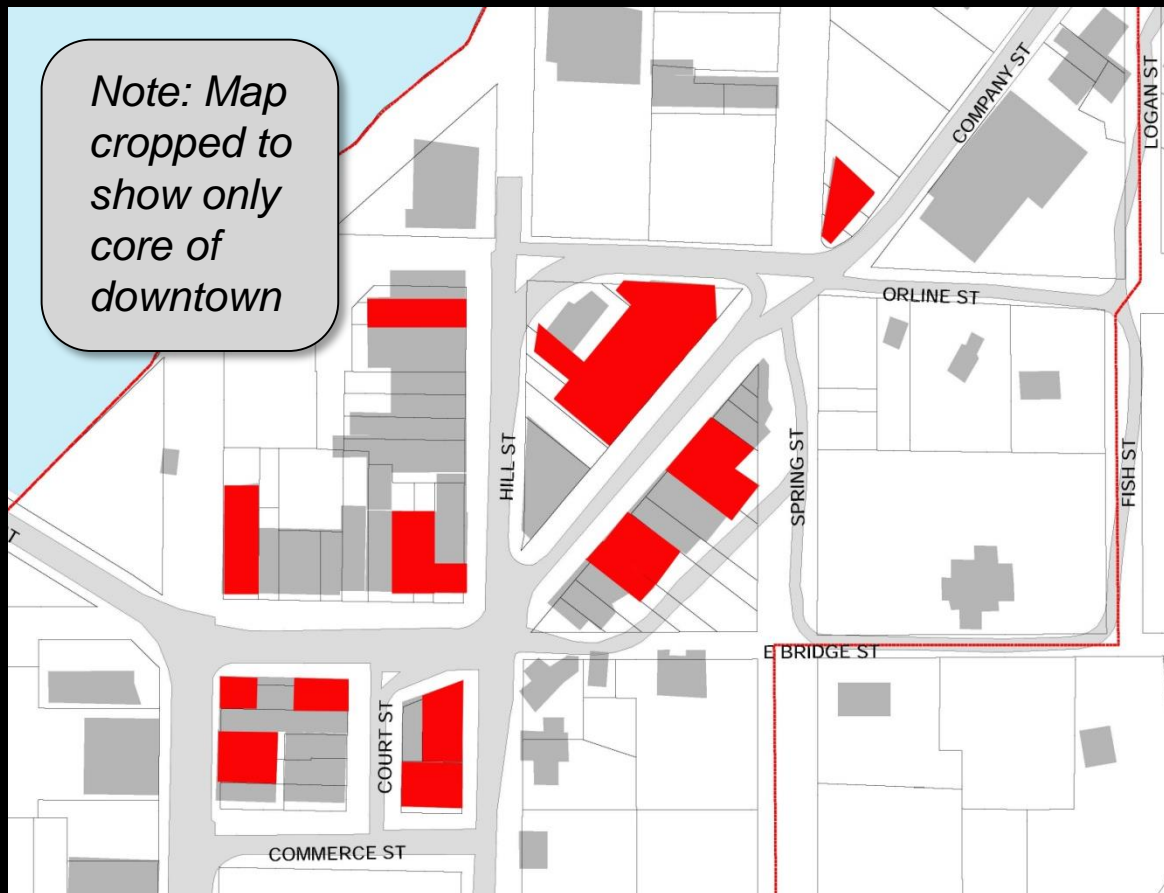 Note: Map
cropped to
show only
core of
downtown
COMPANY ST
LOGAN ST
ORLINE ST
HILL ST
SPRING ST
FISH ST
T
E BRIDGE ST
COURT ST
COMMERCE ST